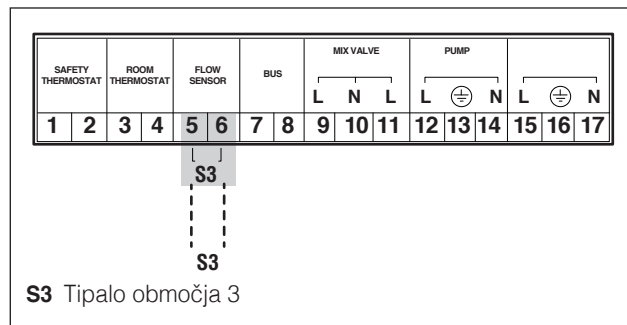 SAFETY THERMOSTAT ROOM THERMOSTAT FLOW SENSOR BUS MIX VALVE PUMP
L N L L N L N
1 2 3 4 5 6 7 8 9 10 11 12 13 14 15 16 17
S3
S3
S3 Tipalo območja 3